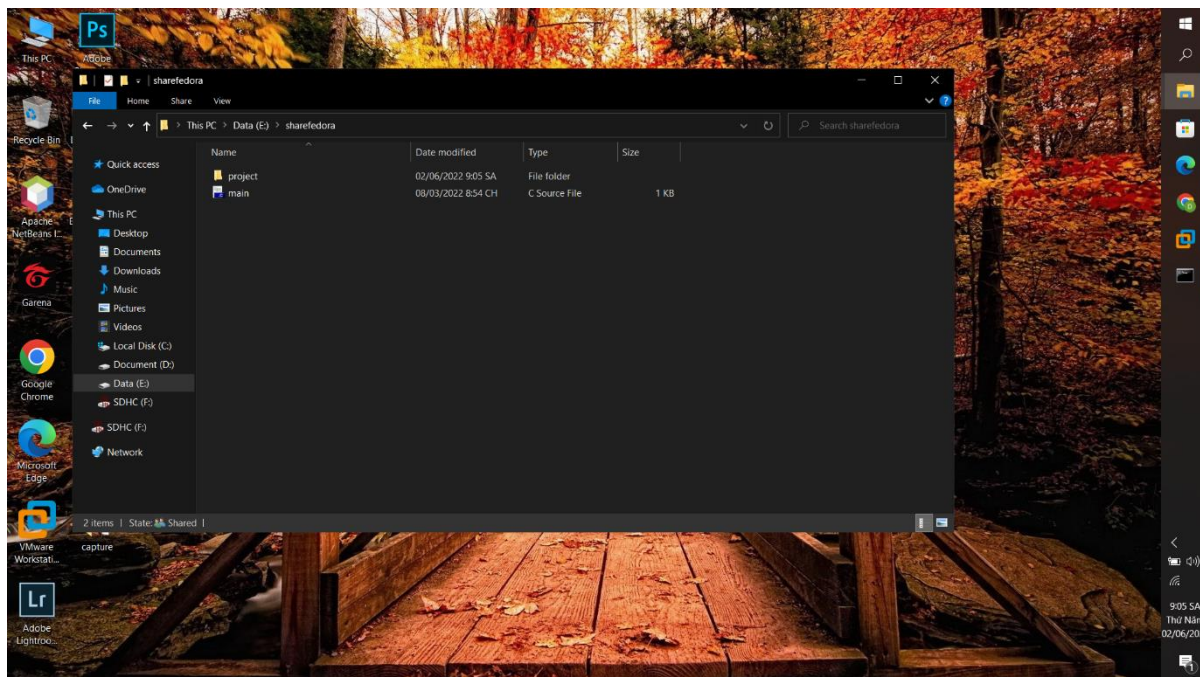 This PC
Ps
Adobe
Recycle Bin
Apache
NetBeans I...
Garena
Google
Chrome
Microsoft
Edge
VMware
Workstati...
capture
Lr
Adobe
Lightroo...
sharefedora
File Home Share View
This PC > Data (E:) > sharefedora
Search sharefedora
Name Date modified Type Size
project 02/06/2022 9:05 SA File folder
main 08/03/2022 8:54 CH C Source File 1 KB
Quick access
OneDrive
This PC
Desktop
Documents
Downloads
Music
Pictures
Videos
Local Disk (C:)
Document (D:)
Data (E:)
SDHC (F:)
SDHC (F:)
Network
2 items | State: Shared |
9:05 SA
Thứ Năm
02/06/20
1